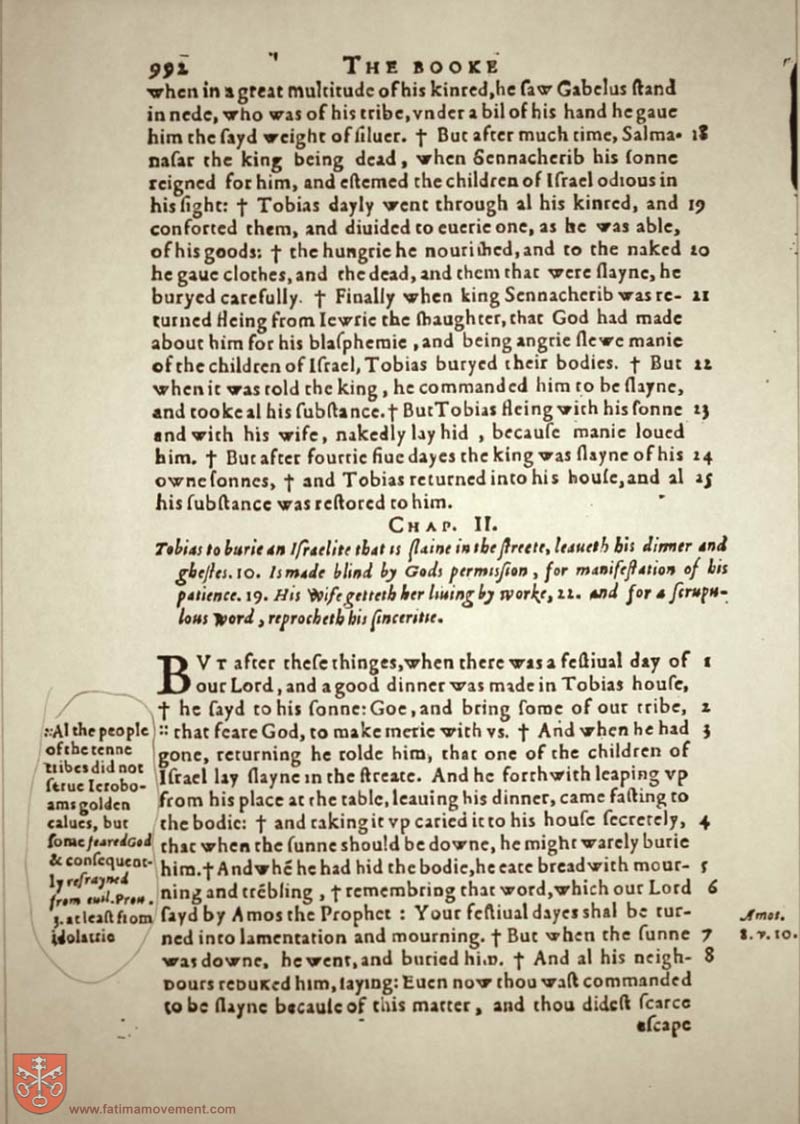 992 THE BOOKE
when in a great multitude of his kinred, he ſaw Gabelus ſtand
in nede, who was of his tribe, vnder a bil of his hand he gaue
him the ſayd weight of ſiluer. † But after much time, Salma- 18
naſar the king being dead, when Sennacherib his ſonne
reigned for him, and eſtemed the children of Iſrael odious in
his ſight: † Tobias dayly went through al his kinred, and 19
conforted them, and diuided to euerie one, as he was able,
of his goods: † the hungrie he nouriſhed, and to the naked 20
he gaue clothes, and the dead, and them that were ſlayne, he
buryed carefully. † Finally when king Sennacherib was re- 21
turned fleing from Iewrie the ſlaughter, that God had made
about him for his blaſphemie, and being angrie ſlewe manie
of the children of Iſrael, Tobias buryed their bodies. † But 22
when it was told the king, he commanded him to be ſlayne,
and tooke al his ſubſtance. † But Tobias fleing with his ſonne 23
and with his wife, nakedly lay hid, becauſe manie loued
him. † But after fourtie fiue dayes the king was ſlayne of his 24
owne ſonnes, † and Tobias returned into his houſe, and al 25
his ſubſtance was reſtored to him.
CHAP. II.
Tobias to burie an Iſraelite that is ſlaine in the ſtreete, leaueth his dinner and
gheſtes. 10. Is made blind by Gods permiſſion, for manifeſtation of his
patience. 19. His wife getteth her liuing by worke, 22. and for a ſcrupu-
lous word, reprocheth his ſinceritie.
BVT after theſe thinges, when there was a feſtiual day of 1
our Lord, and a good dinner was made in Tobias houſe,
† he ſayd to his ſonne: Goe, and bring ſome of our tribe, 2
:: that feare God, to make merie with vs. † And when he had 3
gone, returning he tolde him, that one of the children of
Iſrael lay ſlayne in the ſtreate. And he forthwith leaping vp
from his place at the table, leauing his dinner, came faſting to
the bodie: † and taking it vp caried it to his houſe ſecretely, 4
that when the ſunne should be downe, he might warely burie
him. † And whē he had hid the bodie, he eate bread with mour- 5
ning and trēbling, † remembring that word, which our Lord 6
ſayd by Amos the Prophet: Your feſtiual dayes shal be tur-
ned into lamentation and mourning. † But when the ſunne 7
was downe, he went, and buried him. † And al his neigh- 8
bours rebuked him, ſaying: Euen now thou waſt commanded
to be ſlayne becauſe of this matter, and thou dideſt ſcarce
eſcape
:: Al the people
of the tenne
tribes did not
ſerue Ierobo-
ams golden
calues, but
ſome feared God
& conſequent-
ly refrayned
from euil. Prou.
3. at leaſt from
idolatrie
Amos.
8. v. 10.
www.fatimamovement.com